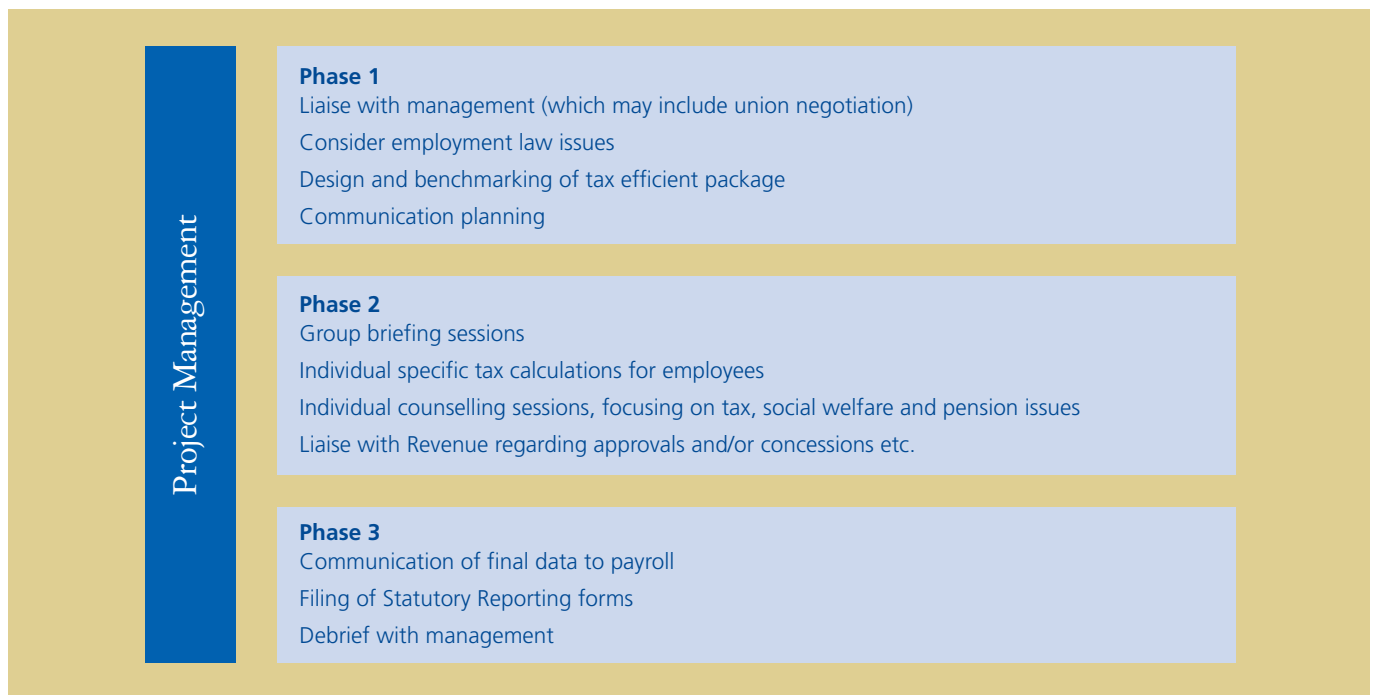 Project Management
Phase 1
Liaise with management (which may include union negotiation)
Consider employment law issues
Design and benchmarking of tax efficient package
Communication planning
Phase 2
Group briefing sessions
Individual specific tax calculations for employees
Individual counselling sessions, focusing on tax, social welfare and pension issues
Liaise with Revenue regarding approvals and/or concessions etc.
Phase 3
Communication of final data to payroll
Filing of Statutory Reporting forms
Debrief with management